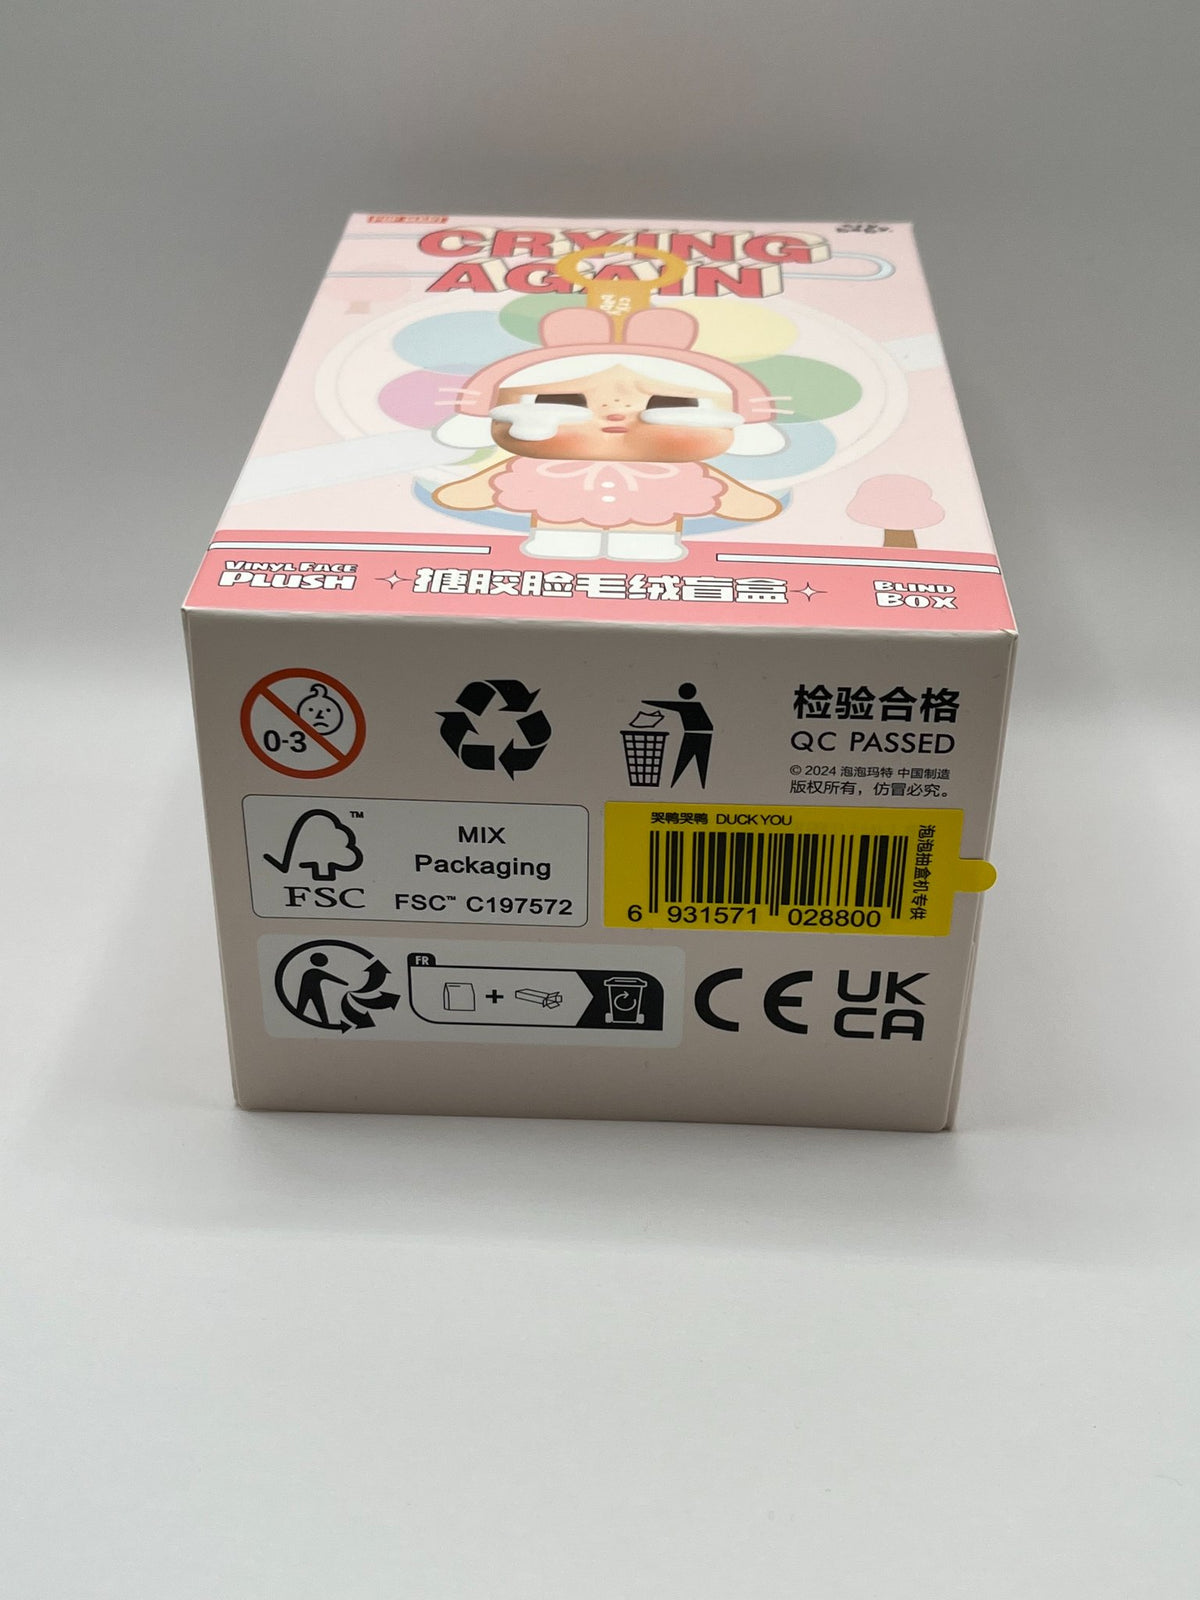 POP MART
CRYING
AGAIN
VINYL FACE
PLUSH
搪胶脸毛绒盲盒
BLIND
BOX
0-3
检验合格
QC PASSED
© 2024 泡泡玛特 中国制造
版权所有，仿冒必究。
FSC
™
MIX
Packaging
FSC™ C197572
哭鸭哭鸭 DUCK YOU
6 931571 028800
泡泡抽盒机专供
FR
+
CE
UK
CA